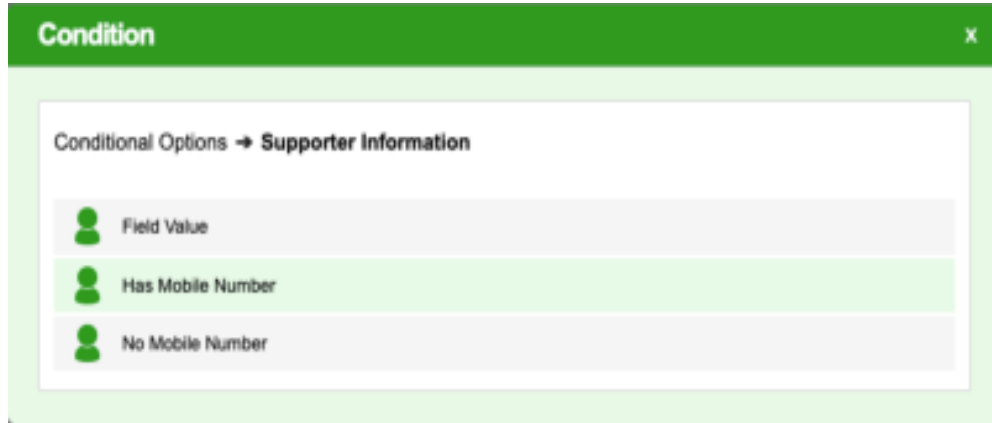 Condition x
Conditional Options ➔ Supporter Information
Field Value
Has Mobile Number
No Mobile Number